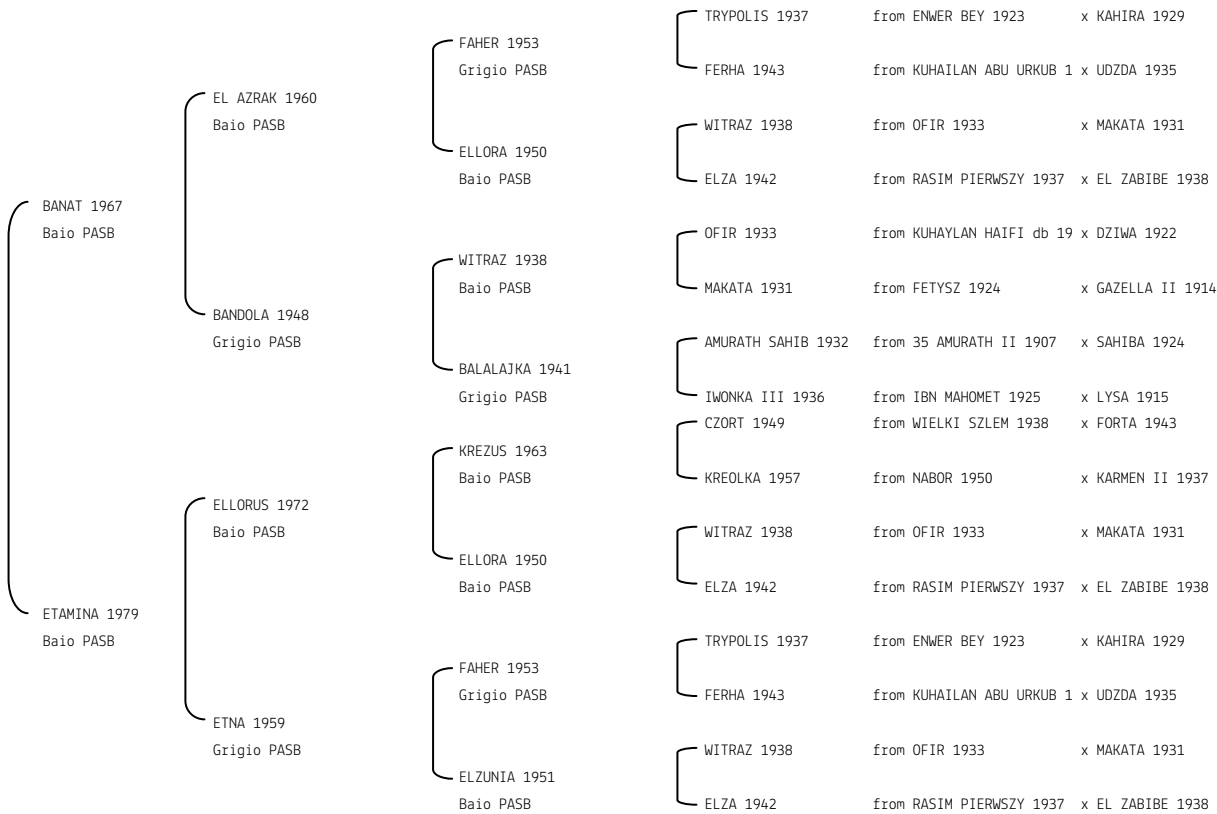 TRYPOLIS 1937 from ENWER BEY 1923 x KAHIRA 1929
FAHER 1953
Grigio PASB FERHA 1943 from KUHAILAN ABU URKUB 1 x UDZDA 1935
EL AZRAK 1960
Baio PASB WITRAZ 1938 from OFIR 1933 x MAKATA 1931
ELLORA 1950
Baio PASB ELZA 1942 from RASIM PIERWSZY 1937 x EL ZABIBE 1938
BANAT 1967
Baio PASB OFIR 1933 from KUHAYLAN HAIFI db 19 x DZIWA 1922
WITRAZ 1938
Baio PASB MAKATA 1931 from FETYSZ 1924 x GAZELLA II 1914
BANDOLA 1948
Grigio PASB AMURATH SAHIB 1932 from 35 AMURATH II 1907 x SAHIBA 1924
BALALAJKA 1941
Grigio PASB IWONKA III 1936 from IBN MAHOMET 1925 x LYSA 1915
CZORT 1949 from WIELKI SZLEM 1938 x FORTA 1943
KREZUS 1963
Baio PASB KREOLKA 1957 from NABOR 1950 x KARMEN II 1937
ELLORUS 1972
Baio PASB WITRAZ 1938 from OFIR 1933 x MAKATA 1931
ELLORA 1950
Baio PASB ELZA 1942 from RASIM PIERWSZY 1937 x EL ZABIBE 1938
ETAMINA 1979
Baio PASB TRYPOLIS 1937 from ENWER BEY 1923 x KAHIRA 1929
FAHER 1953
Grigio PASB FERHA 1943 from KUHAILAN ABU URKUB 1 x UDZDA 1935
ETNA 1959
Grigio PASB WITRAZ 1938 from OFIR 1933 x MAKATA 1931
ELZUNIA 1951
Baio PASB ELZA 1942 from RASIM PIERWSZY 1937 x EL ZABIBE 1938